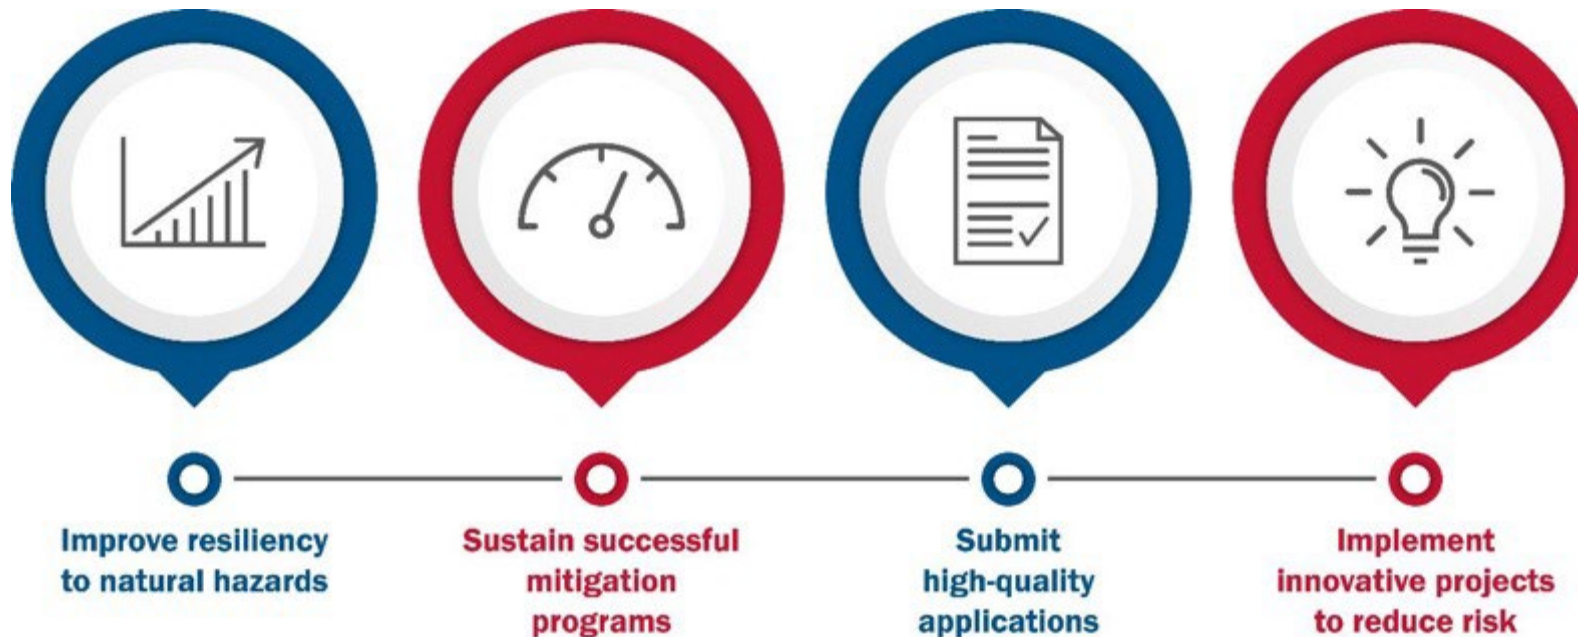 Improve resiliency
to natural hazards
Sustain successful
mitigation
programs
Submit
high-quality
applications
Implement
innovative projects
to reduce risk